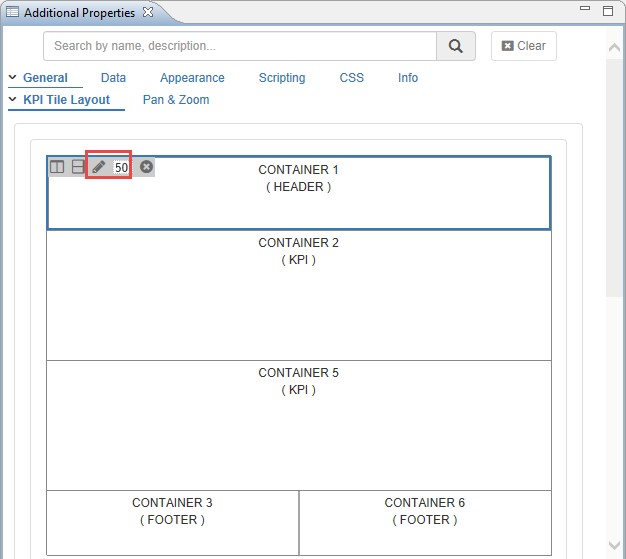 Additional Properties
Search by name, description...
Clear
General Data Appearance Scripting CSS Info
KPI Tile Layout Pan & Zoom
50
CONTAINER 1
( HEADER )
CONTAINER 2
( KPI )
CONTAINER 5
( KPI )
CONTAINER 3
( FOOTER )
CONTAINER 6
( FOOTER )